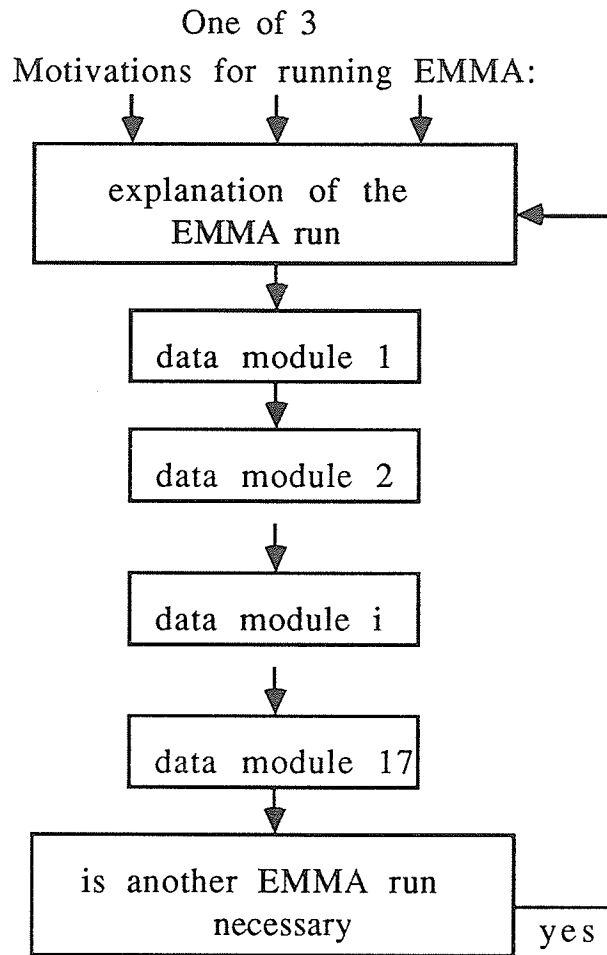 One of 3
Motivations for running EMMA:
explanation of the
EMMA run
data module 1
data module 2
data module i
data module 17
is another EMMA run
necessary
yes